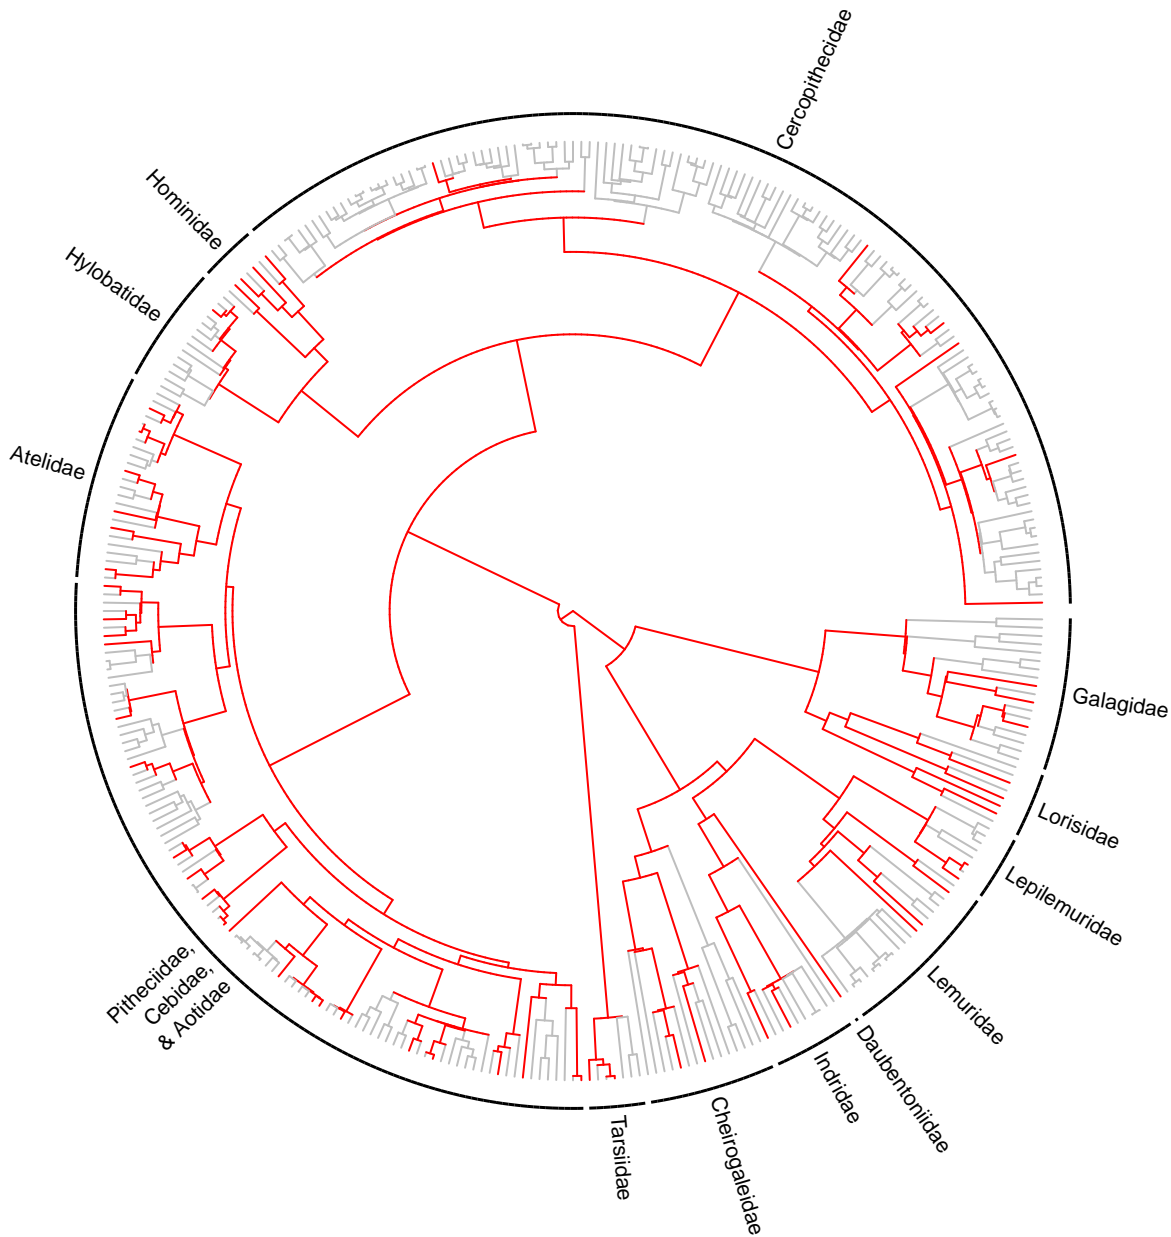 Cercopithecidae
Hominidae
Hylobatidae
Atelidae
Pitheciidae,
Cebidae,
& Aotidae
Tarsiidae
Cheirogaleidae
Indridae
Daubentoniidae
Lemuridae
Lepilemuridae
Lorisidae
Galagidae